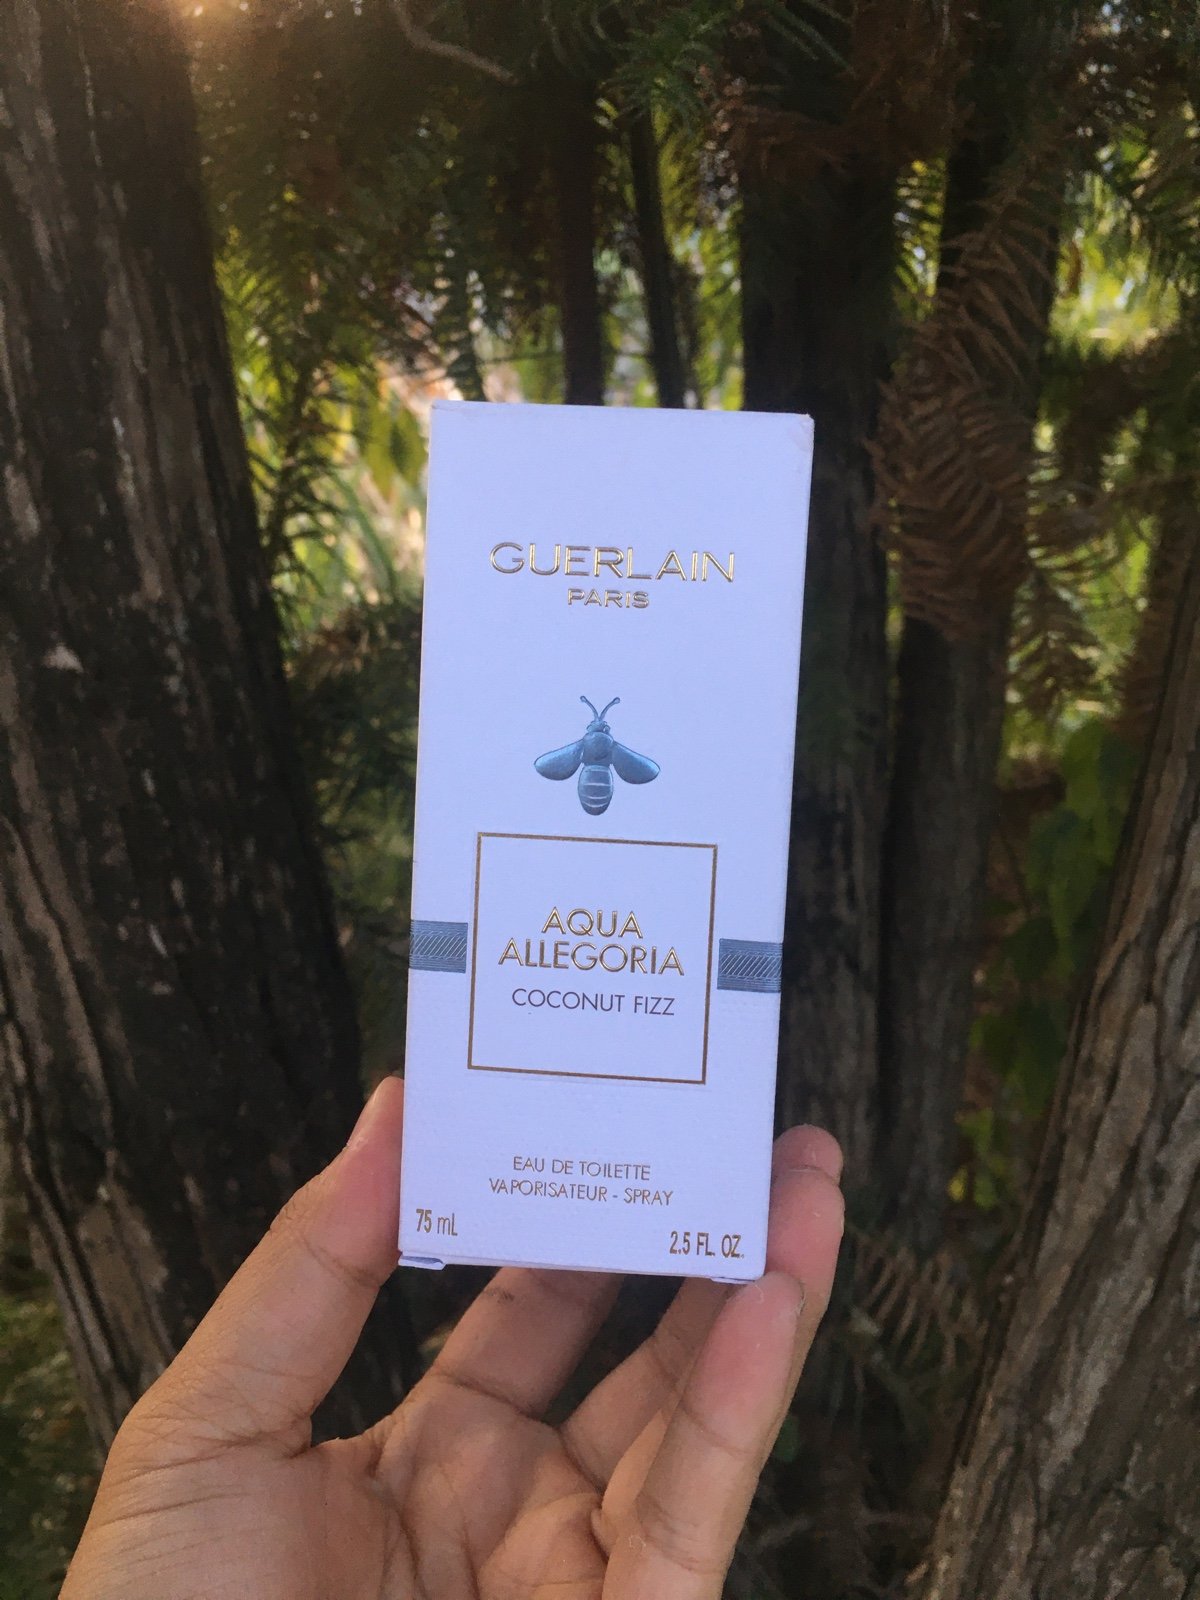 GUERLAIN
PARIS
AQUA
ALLEGORIA
COCONUT FIZZ
EAU DE TOILETTE
VAPORISATEUR - SPRAY
75 mL
2.5 FL. OZ.